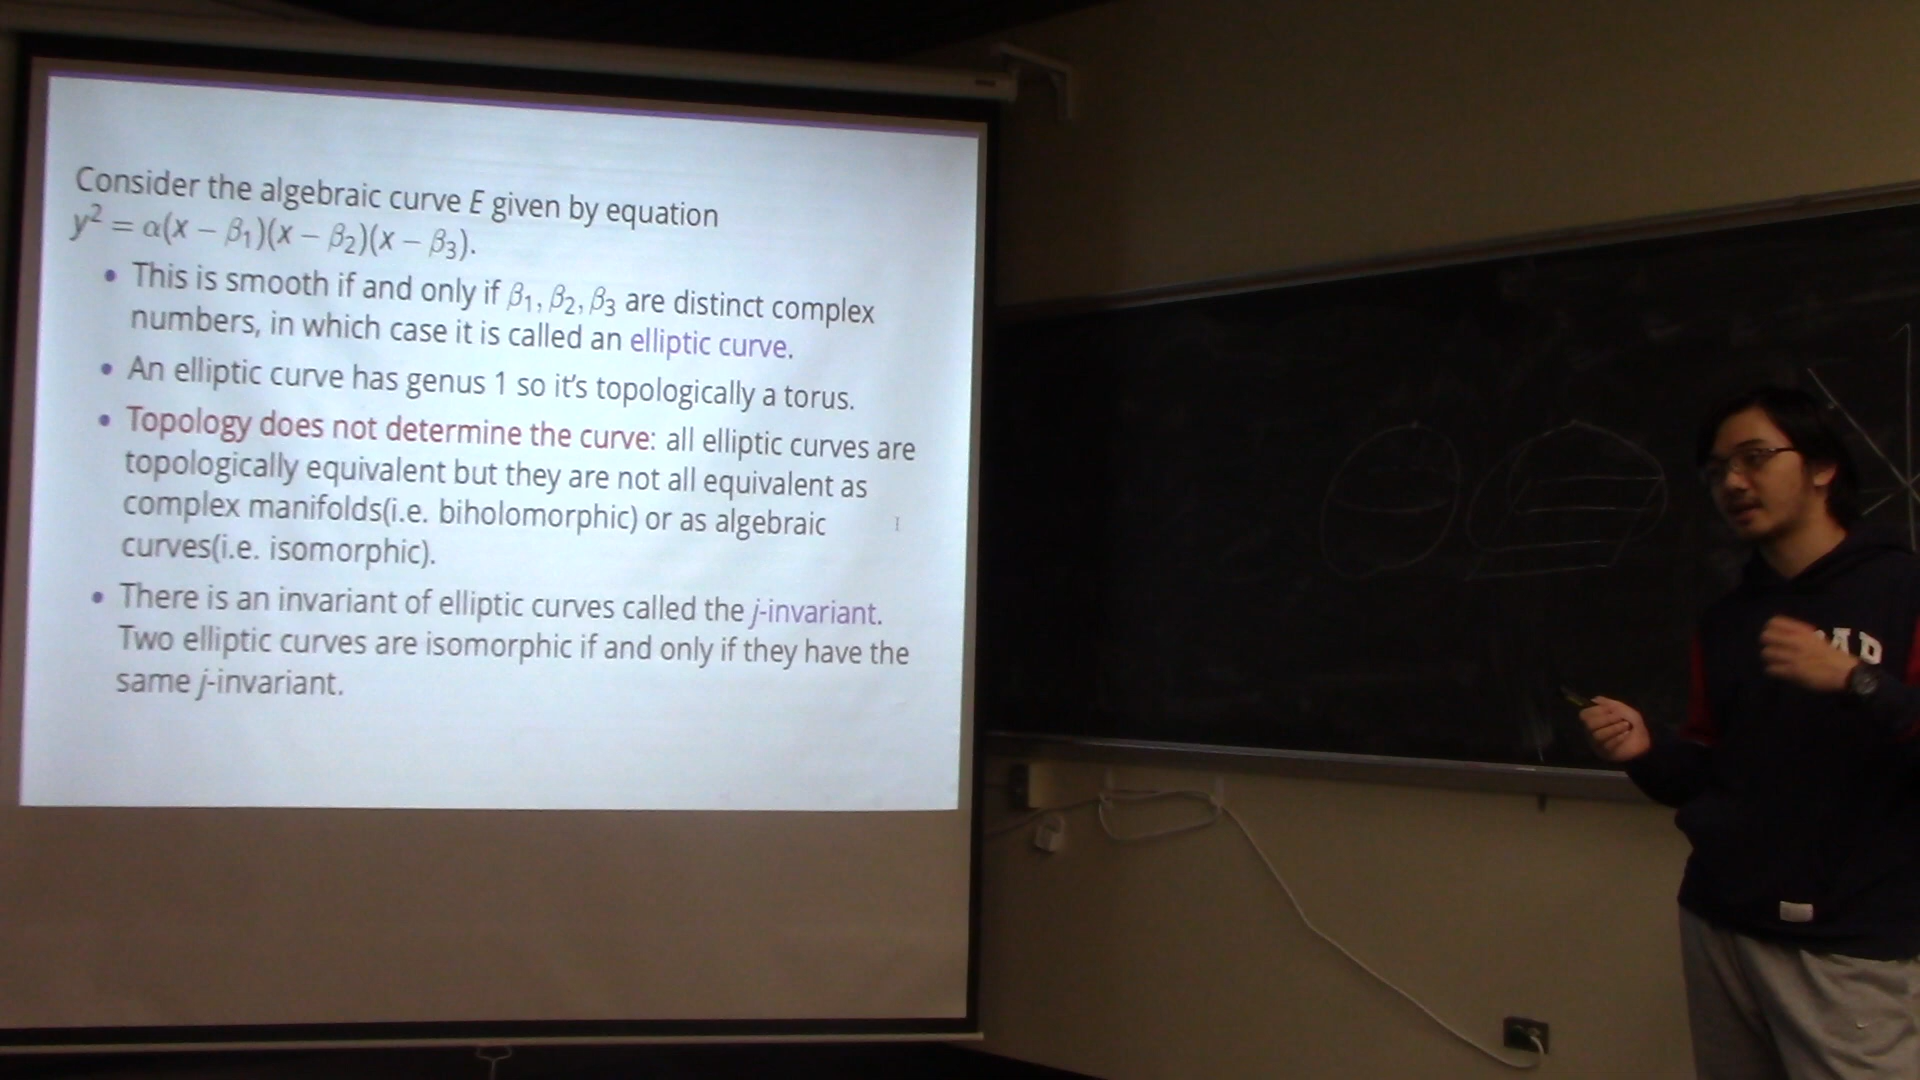 Consider the algebraic curve E given by equation
y² = α(x − β₁)(x − β₂)(x − β₃).
• This is smooth if and only if β₁, β₂, β₃ are distinct complex
numbers, in which case it is called an elliptic curve.
• An elliptic curve has genus 1 so it's topologically a torus.
• Topology does not determine the curve: all elliptic curves are
topologically equivalent but they are not all equivalent as
complex manifolds(i.e. biholomorphic) or as algebraic
curves(i.e. isomorphic).
• There is an invariant of elliptic curves called the j-invariant.
Two elliptic curves are isomorphic if and only if they have the
same j-invariant.